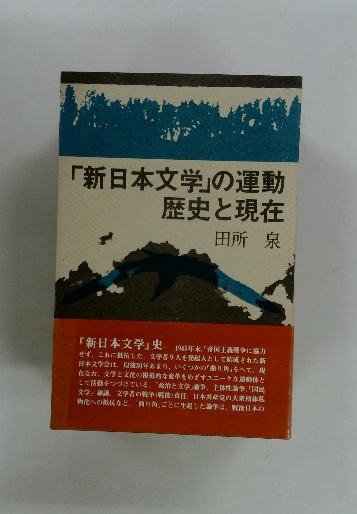 「新日本文学」の運動
歴史と現在
田所 泉
『新日本文学』史 1945年末、「帝国主義戦争に協力
せず、これに抵抗した」文学者9人を発起人として結成された新
日本文学会は、以後30年あまり、いくつかの「曲り角」をへて、現
在なお、文学と文化の根底的な変革をめざすユニークな運動体と
して活動をつづけている。「政治と文学」論争、主体性論争、「国民
文学」論議、文学者の戦争(戦後)責任、日本共産党の大衆団体私
物化への抵抗など、「曲り角」ごとに生起した論争は、戦後日本の